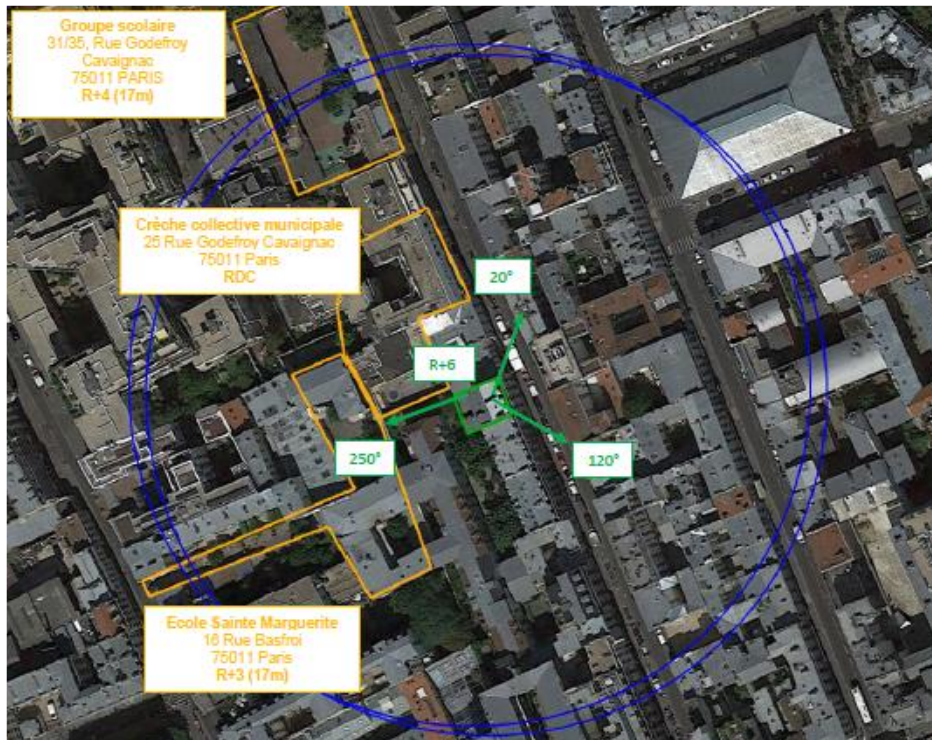 Groupe scolaire
31/35, Rue Godefroy
Cavaignac
75011 PARIS
R+4 (17m)
Crèche collective municipale
25 Rue Godefroy Cavaignac
75011 Paris
RDC
20°
R+6
250°
120°
Ecole Sainte Marguerite
16 Rue Basfroi
75011 Paris
R+3 (17m)